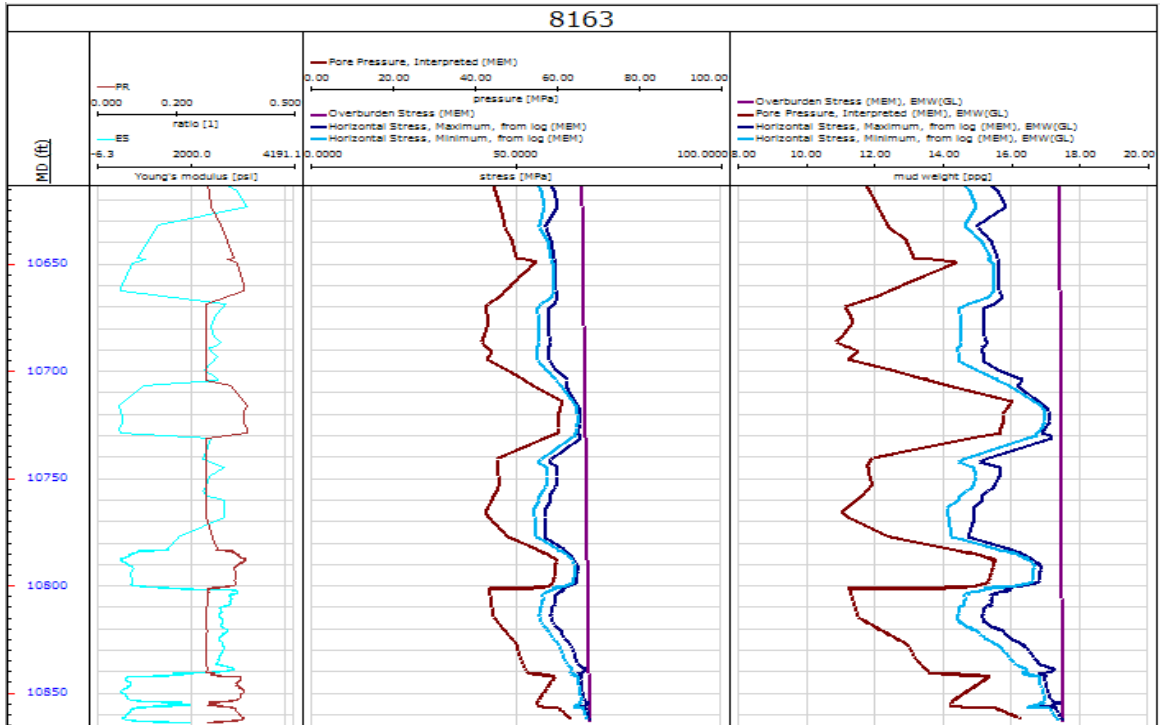 8163
Pore Pressure, Interpreted (MEM)
0.00 20.00 40.00 60.00 80.00 100.00
pressure [MPa]
PR
0.000 0.200 0.500
ratio [1]
Overburden Stress (MEM)
Horizontal Stress, Maximum, from log (MEM)
Horizontal Stress, Minimum, from log (MEM)
Overburden Stress (MEM), EMW(GL)
Pore Pressure, Interpreted (MEM), EMW(GL)
Horizontal Stress, Maximum, from log (MEM), EMW(GL)
Horizontal Stress, Minimum, from log (MEM), EMW(GL)
ES
MD (ft)
-6.3 2000.0 4191.1
Young's modulus [psi]
0.0000 50.0000 100.0000
stress [MPa]
8.00 10.00 12.00 14.00 16.00 18.00 20.00
mud weight [ppg]
10650
10700
10750
10800
10850